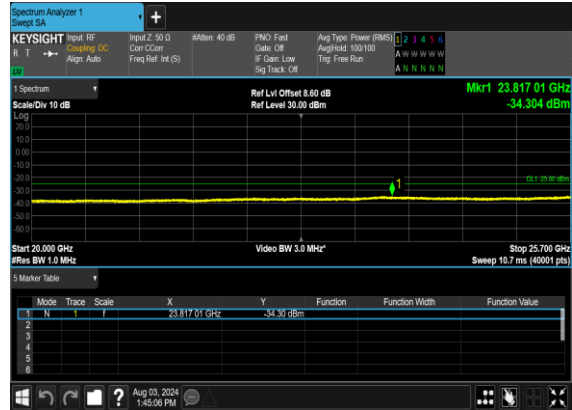 Spectrum Analyzer 1
Swept SA
+
KEYSIGHT Input: RF Input Z: 50 Ω #Atten: 40 dB PNO: Fast Avg Type: Power (RMS) 1 2 3 4 5 6
R T Coupling: DC Corr CCorr Gate: Off Avg|Hold: 100/100 A W W W W W
Align: Auto Freq Ref: Int (S) IF Gain: Low Trig: Free Run
Sig Track: Off A N N N N N
1 Spectrum Ref Lvl Offset 8.60 dB Mkr1 23.817 01 GHz
Scale/Div 10 dB Ref Level 30.00 dBm -34.304 dBm
Log
20.0
10.0
0.00
-10.0
-20.0
DL1 -25.00 dBm
1
-30.0
-40.0
-50.0
-60.0
Start 20.000 GHz Video BW 3.0 MHz* Stop 25.700 GHz
#Res BW 1.0 MHz Sweep 10.7 ms (40001 pts)
5 Marker Table
Mode Trace Scale X Y Function Function Width Function Value
1 N 1 f 23.817 01 GHz -34.30 dBm
2
3
4
5
6
? Aug 03, 2024
1:45:06 PM